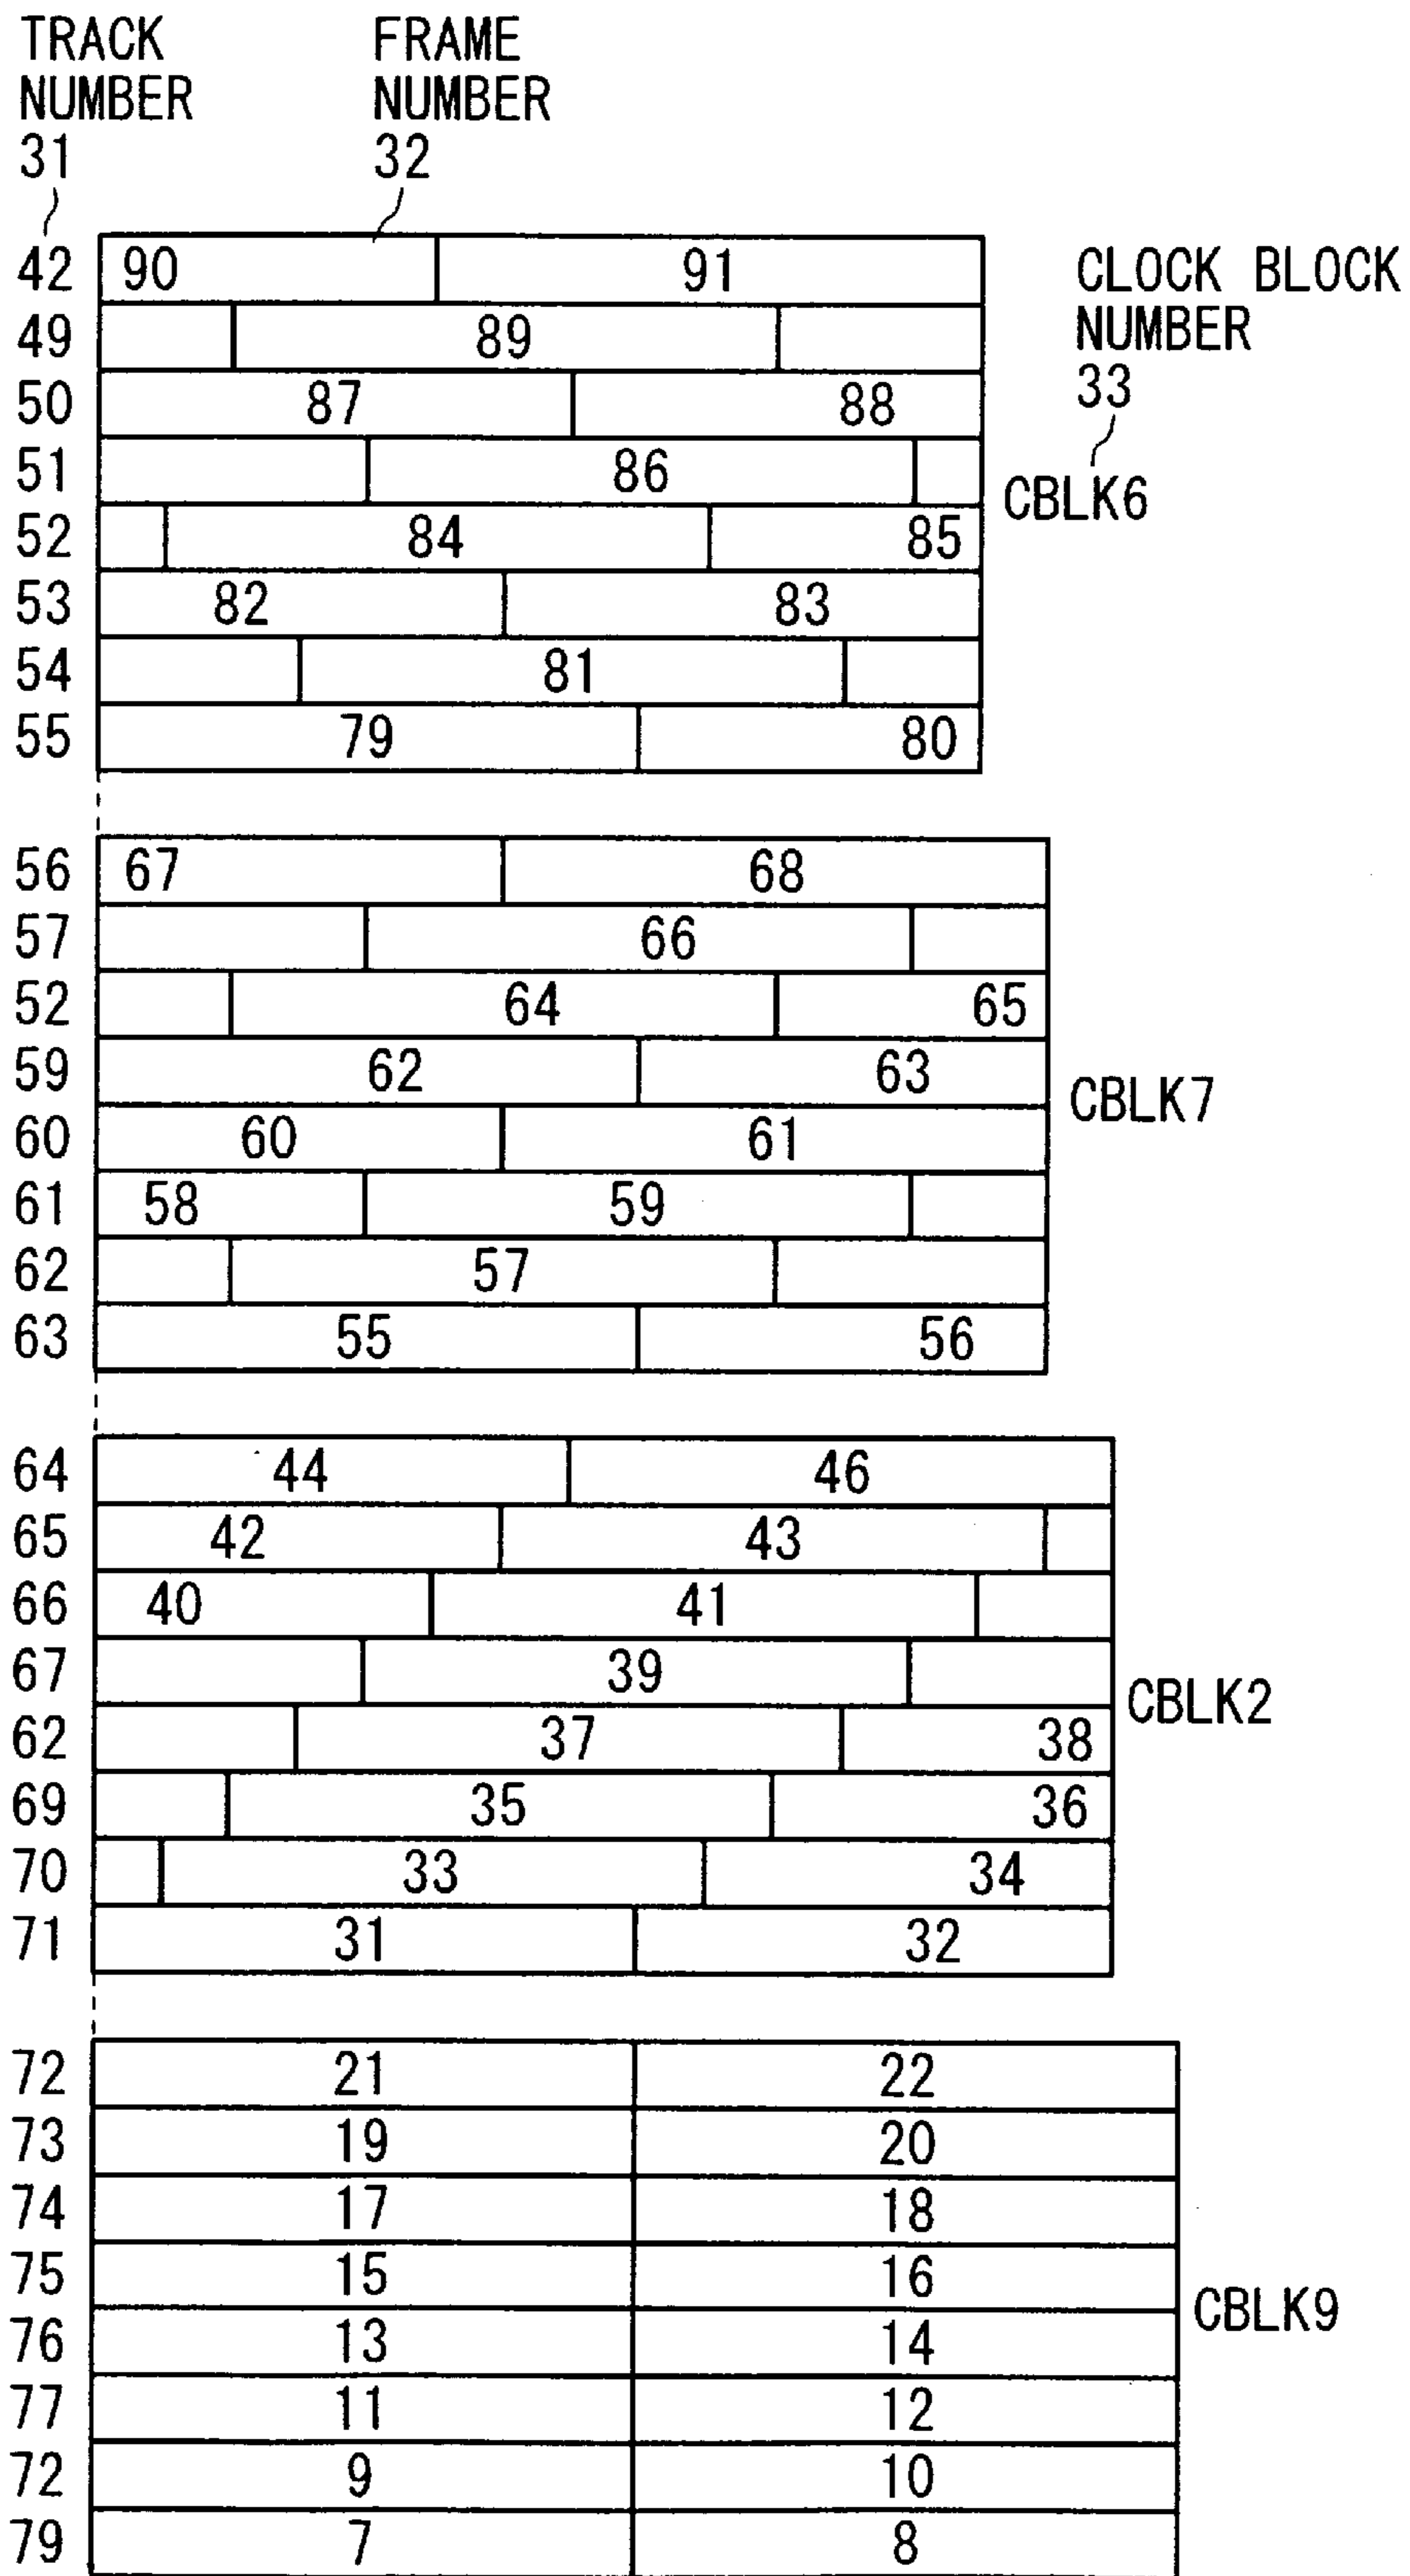 TRACK NUMBER 31
FRAME NUMBER 32
42 90 91
CLOCK BLOCK NUMBER 33
49 89
50 87 88
51 86
CBLK6
52 84 85
53 82 83
54 81
55 79 80
56 67 68
57 66
52 64 65
59 62 63
CBLK7
60 60 61
61 58 59
62 57
63 55 56
64 44 46
65 42 43
66 40 41
67 39
CBLK2
62 37 38
69 35 36
70 33 34
71 31 32
72 21 22
73 19 20
74 17 18
75 15 16
CBLK9
76 13 14
77 11 12
72 9 10
79 7 8